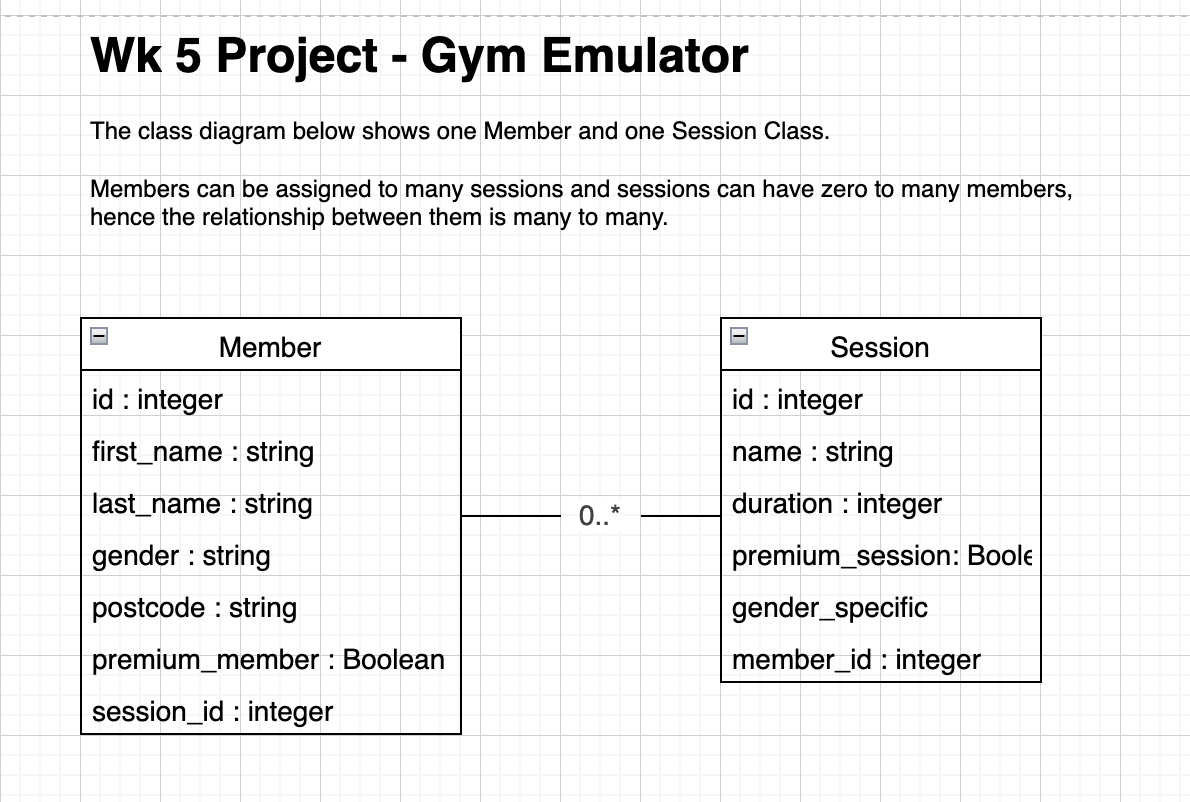 Wk 5 Project - Gym Emulator
The class diagram below shows one Member and one Session Class.
Members can be assigned to many sessions and sessions can have zero to many members,
hence the relationship between them is many to many.
Member
id : integer
first_name : string
last_name : string
gender : string
postcode : string
premium_member : Boolean
session_id : integer
0..*
Session
id : integer
name : string
duration : integer
premium_session: Boole
gender_specific
member_id : integer